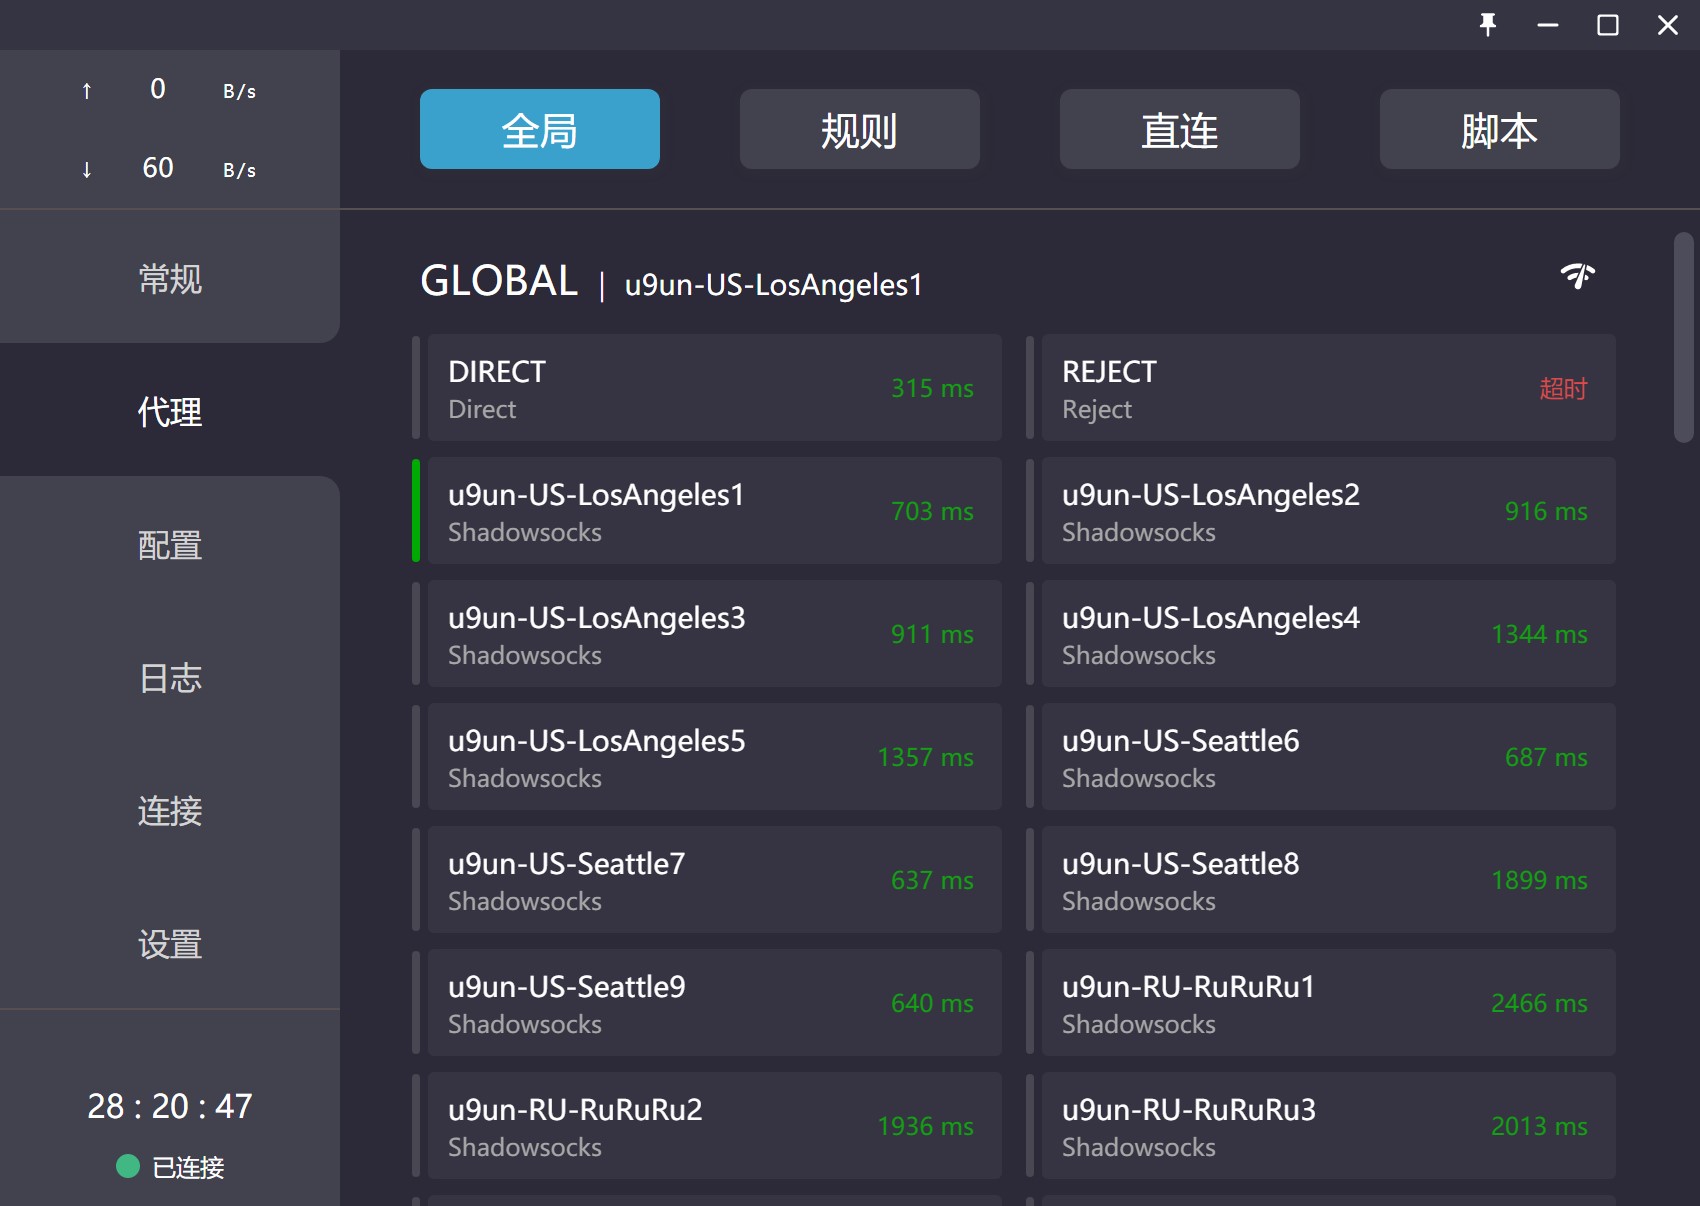 ↑ 0 B/s
↓ 60 B/s
全局 规则 直连 脚本
常规
代理
配置
日志
连接
设置
28 : 20 : 47
已连接
GLOBAL | u9un-US-LosAngeles1
DIRECT
Direct
315 ms
REJECT
Reject
超时
u9un-US-LosAngeles1
Shadowsocks
703 ms
u9un-US-LosAngeles2
Shadowsocks
916 ms
u9un-US-LosAngeles3
Shadowsocks
911 ms
u9un-US-LosAngeles4
Shadowsocks
1344 ms
u9un-US-LosAngeles5
Shadowsocks
1357 ms
u9un-US-Seattle6
Shadowsocks
687 ms
u9un-US-Seattle7
Shadowsocks
637 ms
u9un-US-Seattle8
Shadowsocks
1899 ms
u9un-US-Seattle9
Shadowsocks
640 ms
u9un-RU-RuRuRu1
Shadowsocks
2466 ms
u9un-RU-RuRuRu2
Shadowsocks
1936 ms
u9un-RU-RuRuRu3
Shadowsocks
2013 ms